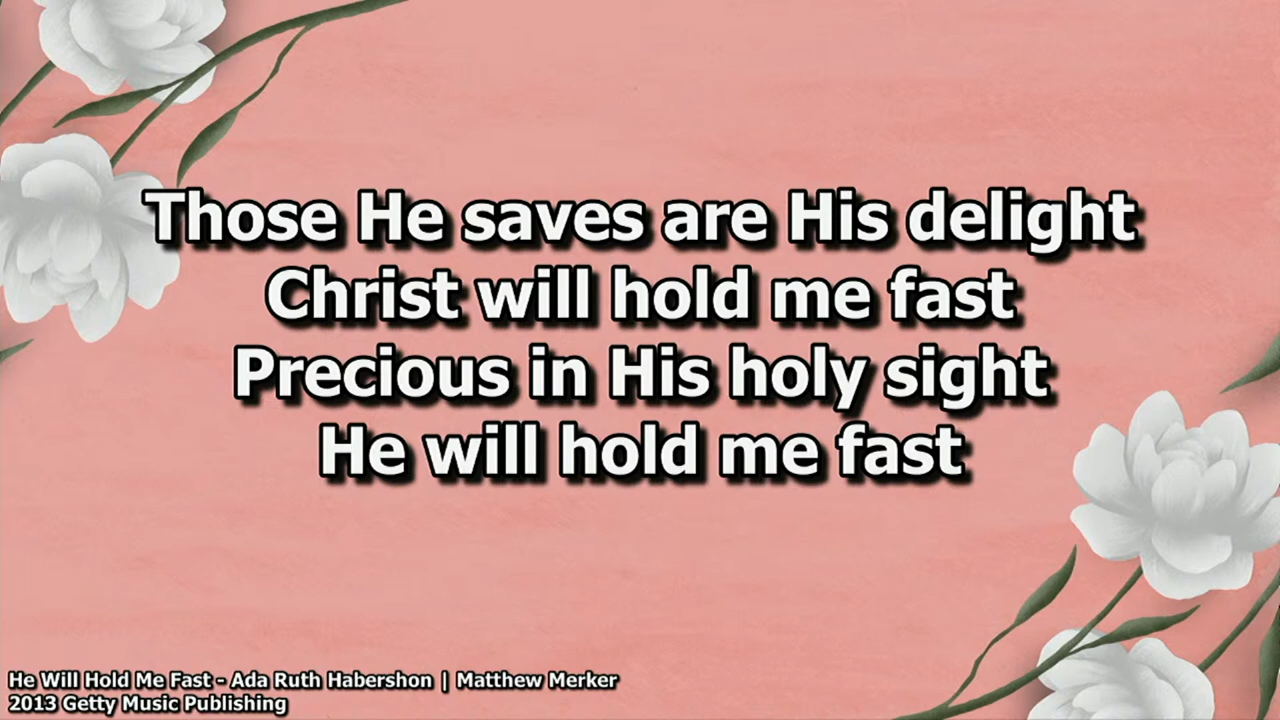 Those He saves are His delight
Christ will hold me fast
Precious in His holy sight
He will hold me fast
He Will Hold Me Fast - Ada Ruth Habershon | Matthew Merker
2013 Getty Music Publishing